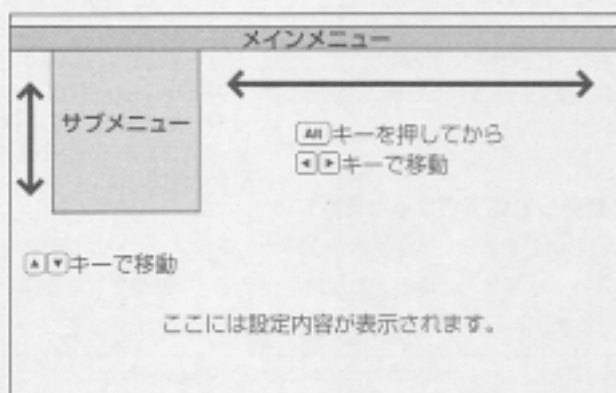 メインメニュー
サブメニュー
Altキーを押してから
◀▶キーで移動
▲▼キーで移動
ここには設定内容が表示されます。